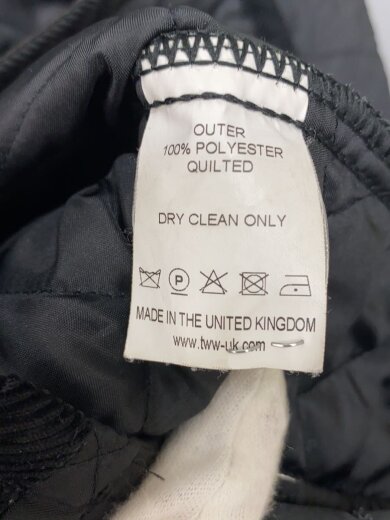 OUTER
100% POLYESTER
QUILTED
DRY CLEAN ONLY
P
MADE IN THE UNITED KINGDOM
www.tww-uk.com